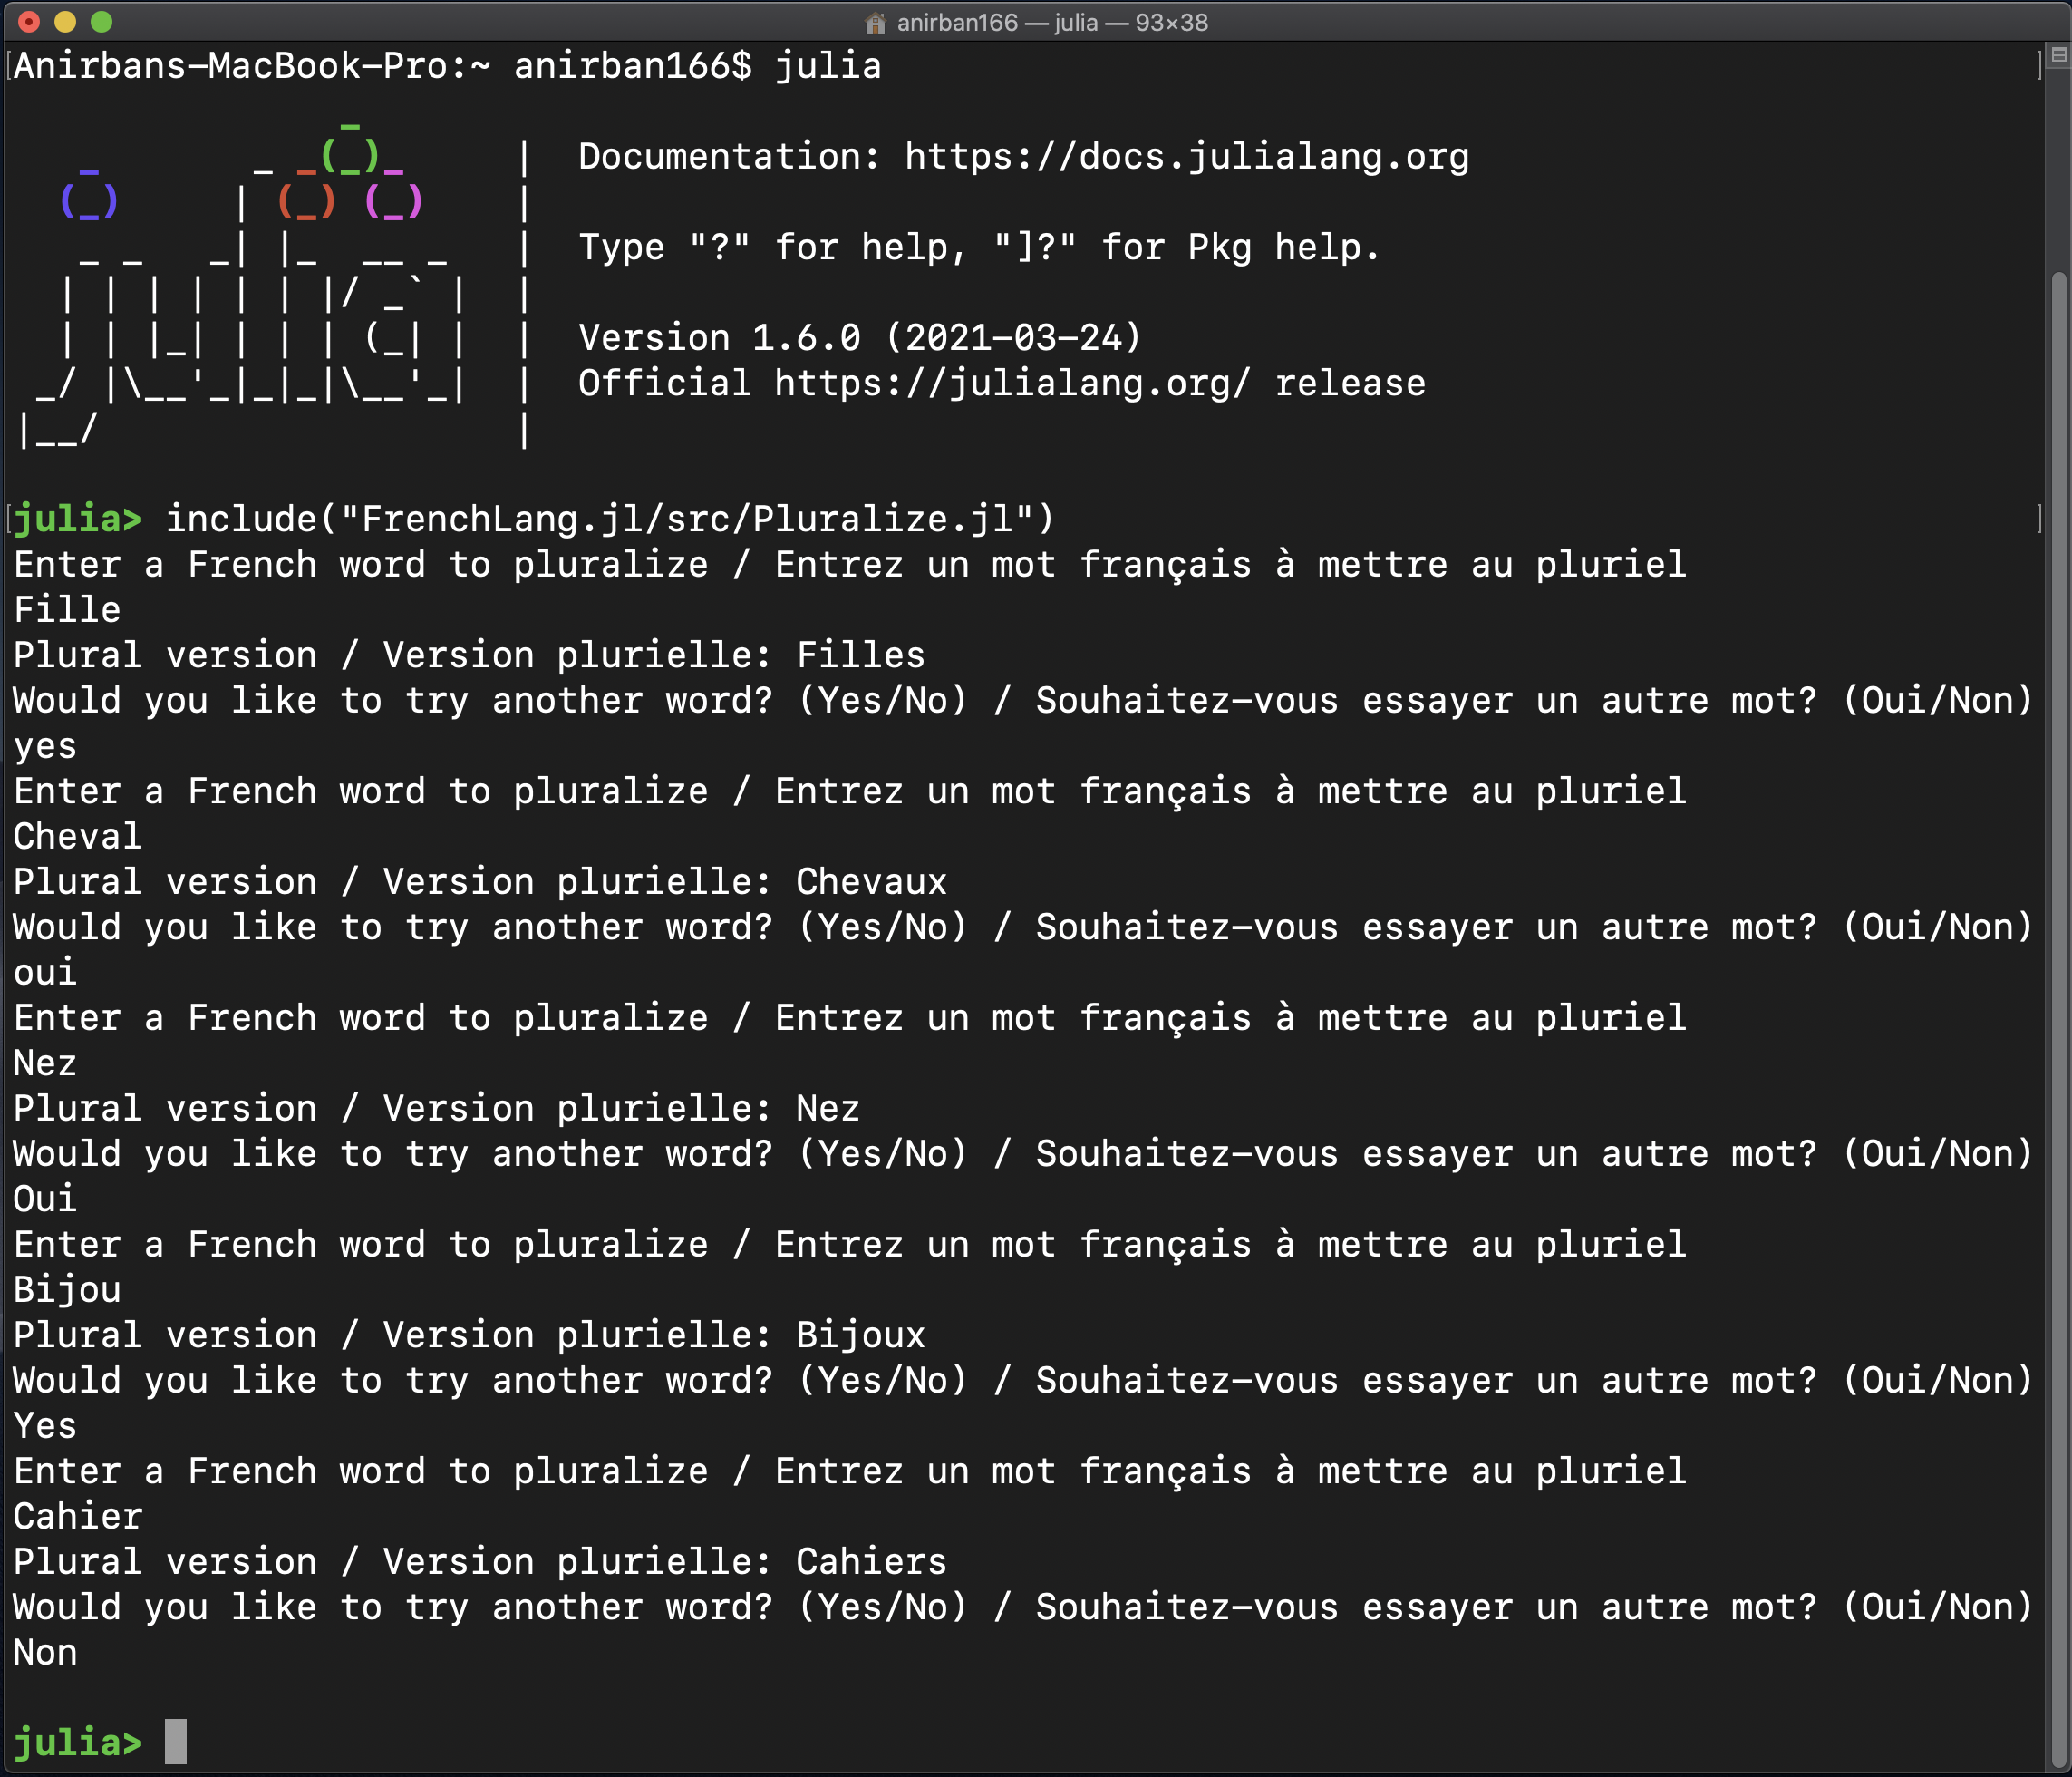 anirban166 — julia — 93×38
Anirbans-MacBook-Pro:~ anirban166$ julia
               _
   _       _ _(_)_     |  Documentation: https://docs.julialang.org
  (_)     | (_) (_)    |
   _ _   _| |_  __ _   |  Type "?" for help, "]?" for Pkg help.
  | | | | | | |/ _` |  |
  | | |_| | | | (_| |  |  Version 1.6.0 (2021-03-24)
 _/ |\__'_|_|_|\__'_|  |  Official https://julialang.org/ release
|__/                   |
julia> include("FrenchLang.jl/src/Pluralize.jl")
Enter a French word to pluralize / Entrez un mot français à mettre au pluriel
Fille
Plural version / Version plurielle: Filles
Would you like to try another word? (Yes/No) / Souhaitez-vous essayer un autre mot? (Oui/Non)
yes
Enter a French word to pluralize / Entrez un mot français à mettre au pluriel
Cheval
Plural version / Version plurielle: Chevaux
Would you like to try another word? (Yes/No) / Souhaitez-vous essayer un autre mot? (Oui/Non)
oui
Enter a French word to pluralize / Entrez un mot français à mettre au pluriel
Nez
Plural version / Version plurielle: Nez
Would you like to try another word? (Yes/No) / Souhaitez-vous essayer un autre mot? (Oui/Non)
Oui
Enter a French word to pluralize / Entrez un mot français à mettre au pluriel
Bijou
Plural version / Version plurielle: Bijoux
Would you like to try another word? (Yes/No) / Souhaitez-vous essayer un autre mot? (Oui/Non)
Yes
Enter a French word to pluralize / Entrez un mot français à mettre au pluriel
Cahier
Plural version / Version plurielle: Cahiers
Would you like to try another word? (Yes/No) / Souhaitez-vous essayer un autre mot? (Oui/Non)
Non
julia>